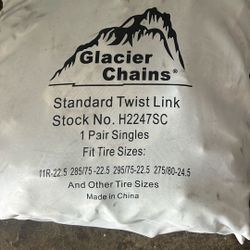 Glacier
Chains®
Standard Twist Link
Stock No. H2247SC
1 Pair Singles
Fit Tire Sizes:
11R-22.5 285/75 -22.5 295/75-22.5 275/80-24.5
And Other Tire Sizes
Made in China